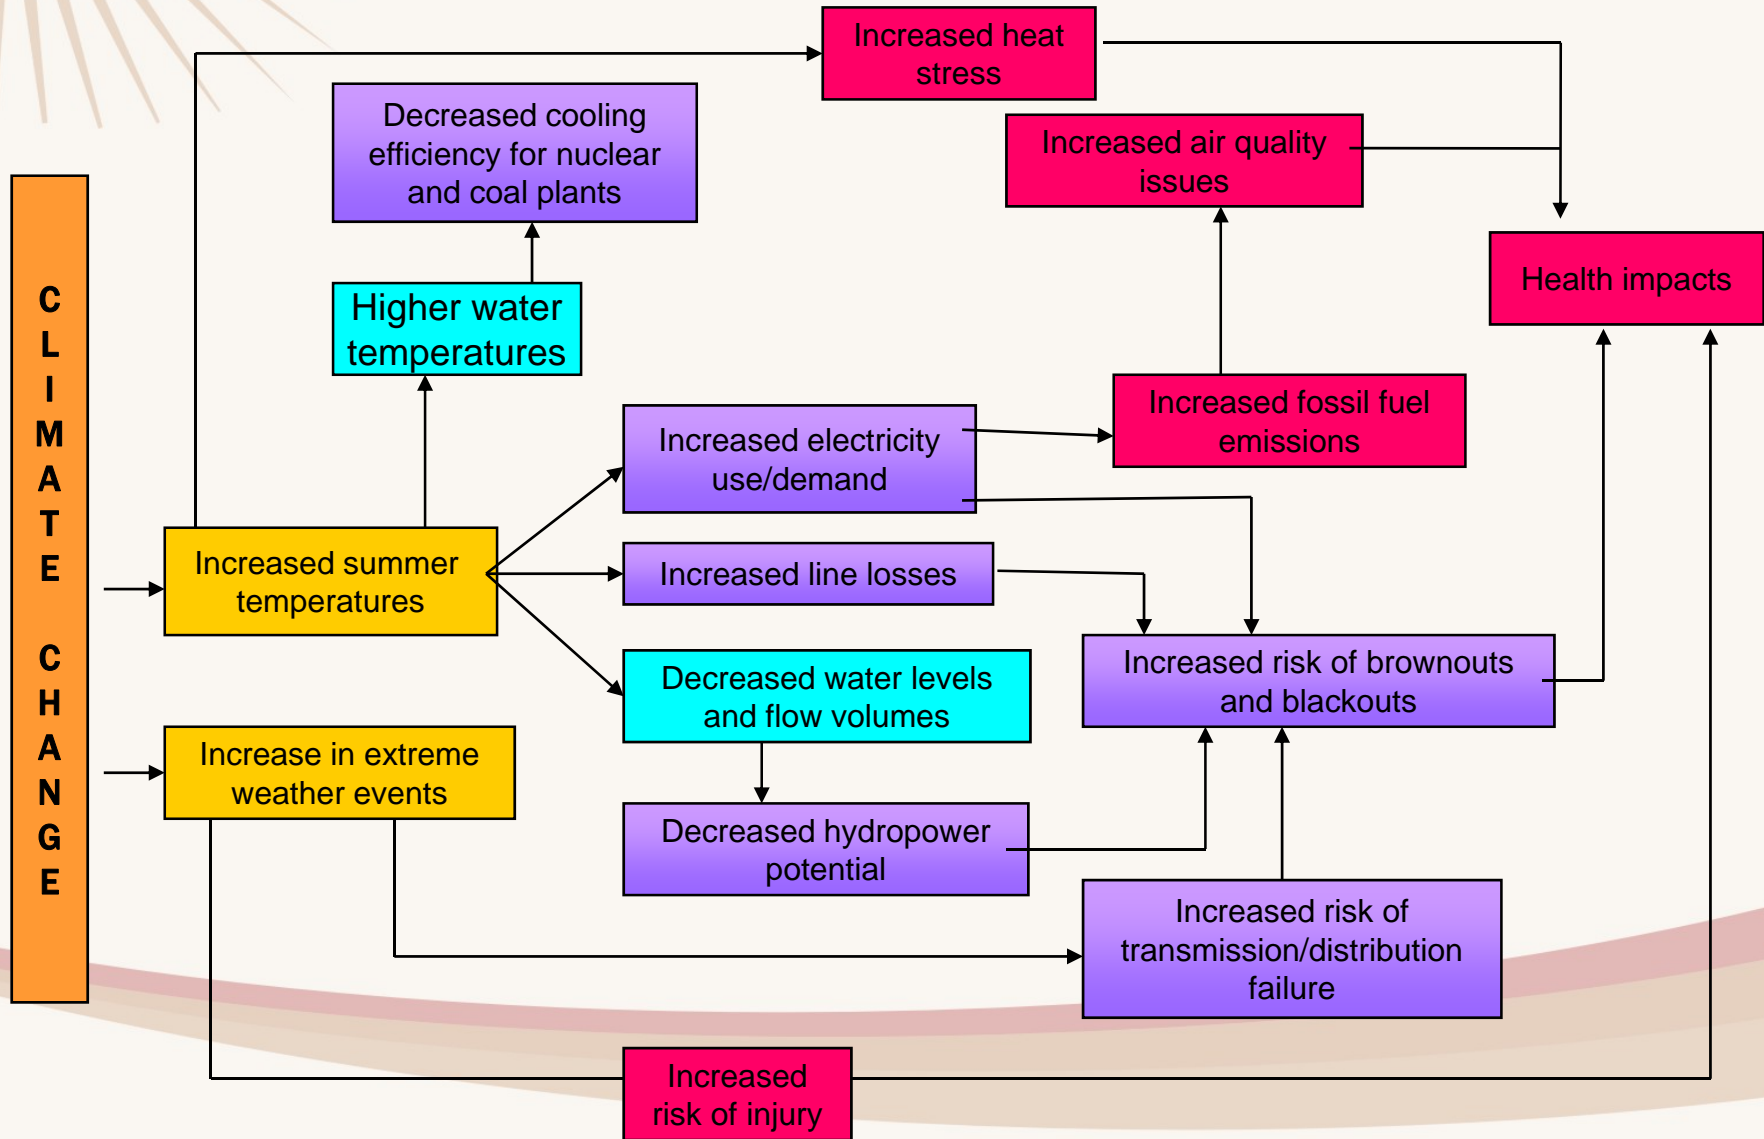 Increased heat
stress
Decreased cooling
efficiency for nuclear
and coal plants
Increased air quality
issues
CLIMATE CHANGE
Health impacts
Higher water
temperatures
Increased fossil fuel
emissions
Increased electricity
use/demand
Increased summer
temperatures
Increased line losses
Increased risk of brownouts
and blackouts
Decreased water levels
and flow volumes
Increase in extreme
weather events
Decreased hydropower
potential
Increased risk of
transmission/distribution
failure
Increased
risk of injury